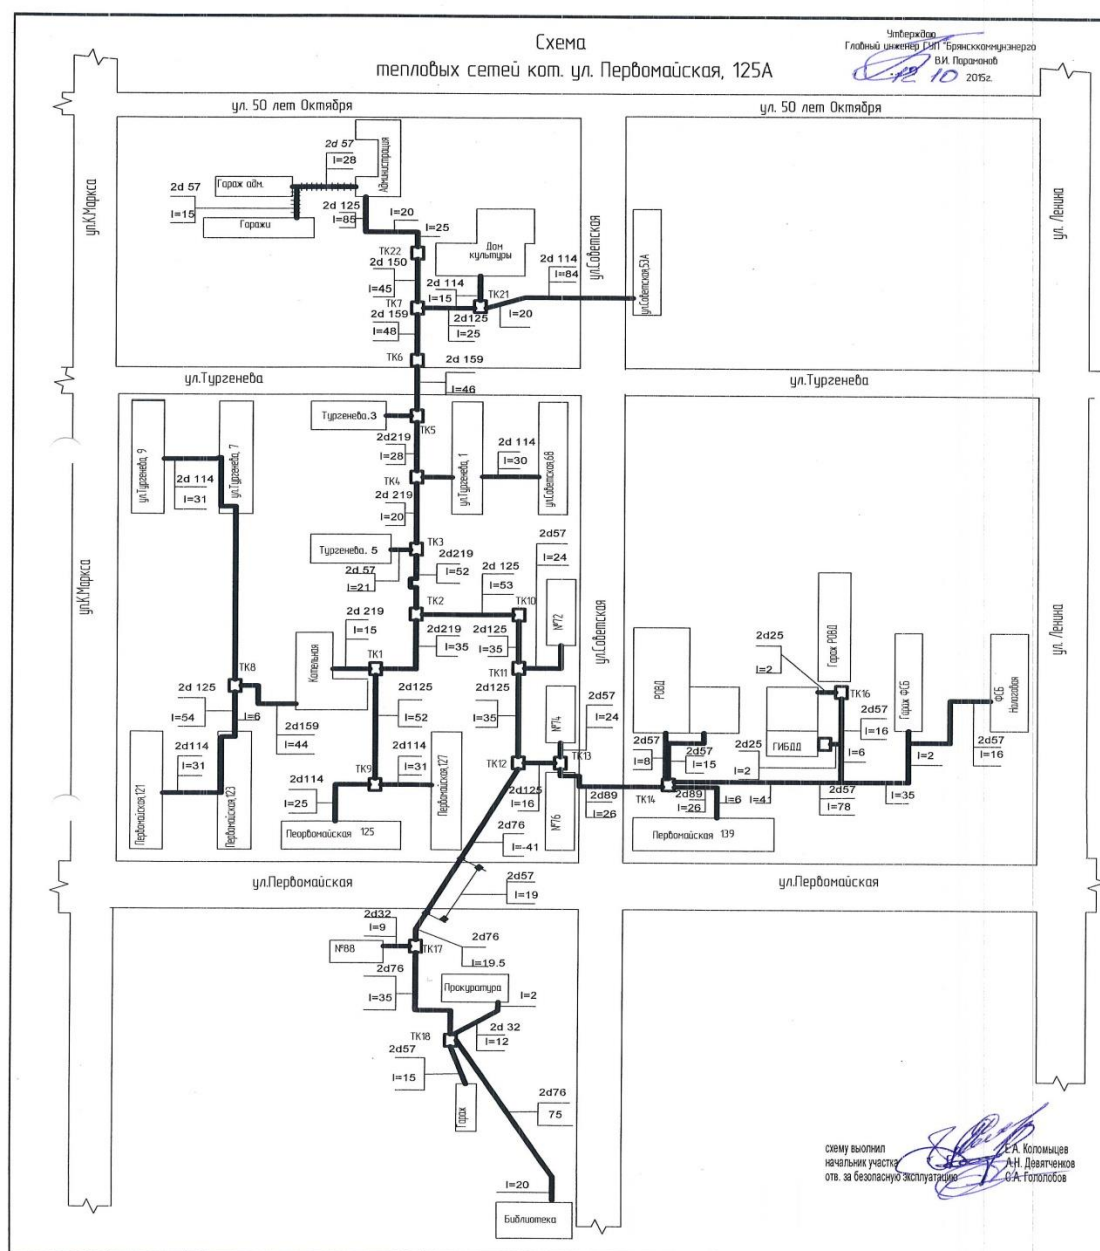 Схема
тепловых сетей кот. ул. Первомайская, 125А
Утверждаю
Главный инженер ГУП "Брянсккоммунэнерго
В.И. Параманов
12 10 2015г.
ул. 50 лет Октября
ул. 50 лет Октября
ул.К.Маркса
ул.Советская
ул. Ленина
Гараж адм.
Гаражи
Администрация
2d 57
l=28
2d 57
l=15
2d 125
l=85
l=20
l=25
ТК22
Дом
культуры
2d 150
l=45
2d 114
l=15
ТК21
2d 114
l=84
ул.Советская,53А
ТК7
2d125
l=25
l=20
2d 159
l=48
ТК6
2d 159
l=46
ул.Тургенева
ул.Тургенева
Тургенева.3
ТК5
ул.Тургенева, 9
ул.Тургенева, 7
2d219
l=28
ул.Тургенева, 1
2d 114
l=30
ул.Советская,68
2d 114
l=31
ТК4
2d 219
l=20
Тургенева. 5
ТК3
2d 57
l=21
2d219
l=52
2d 125
l=53
2d57
l=24
ул.К.Маркса
ул.Советская
ул. Ленина
ТК2
ТК10
2d 219
l=15
2d219
l=35
2d125
l=35
№72
Котельная
ТК1
ТК11
ТК8
2d 125
l=54
l=6
2d159
l=44
2d125
l=52
2d125
l=35
№74
2d57
l=24
РОВД
2d25
l=2
Гараж РОВД
ТК16
Гараж ФСБ
ФСБ
Налоговая
ГИБДД
2d57
l=16
l=6
2d57
l=16
l=2
2d114
l=31
Первомайская,121
Первомайская,123
2d114
l=25
ТК9
2d114
l=31
Первомайская,127
Пеорвомайская 125
ТК12
ТК13
2d125
l=16
№76
2d89
l=26
2d57
l=8
2d57
l=15
2d25
l=2
ТК14
2d89
l=26
l=6
l=41
2d57
l=78
l=35
Первомайская 139
2d76
l=-41
ул.Первомайская
ул.Первомайская
2d57
l=19
2d32
l=9
№88
ТК17
2d76
l=19.5
2d76
l=35
Прокуратура
l=2
ТК18
2d 32
l=12
2d57
l=15
Гараж
2d76
75
l=20
Библиотека
схему выолнил
начальник участка
отв. за безопасную эксплуатацию
Е.А. Коломыцев
А.Н. Девятченков
С.А. Гололобов